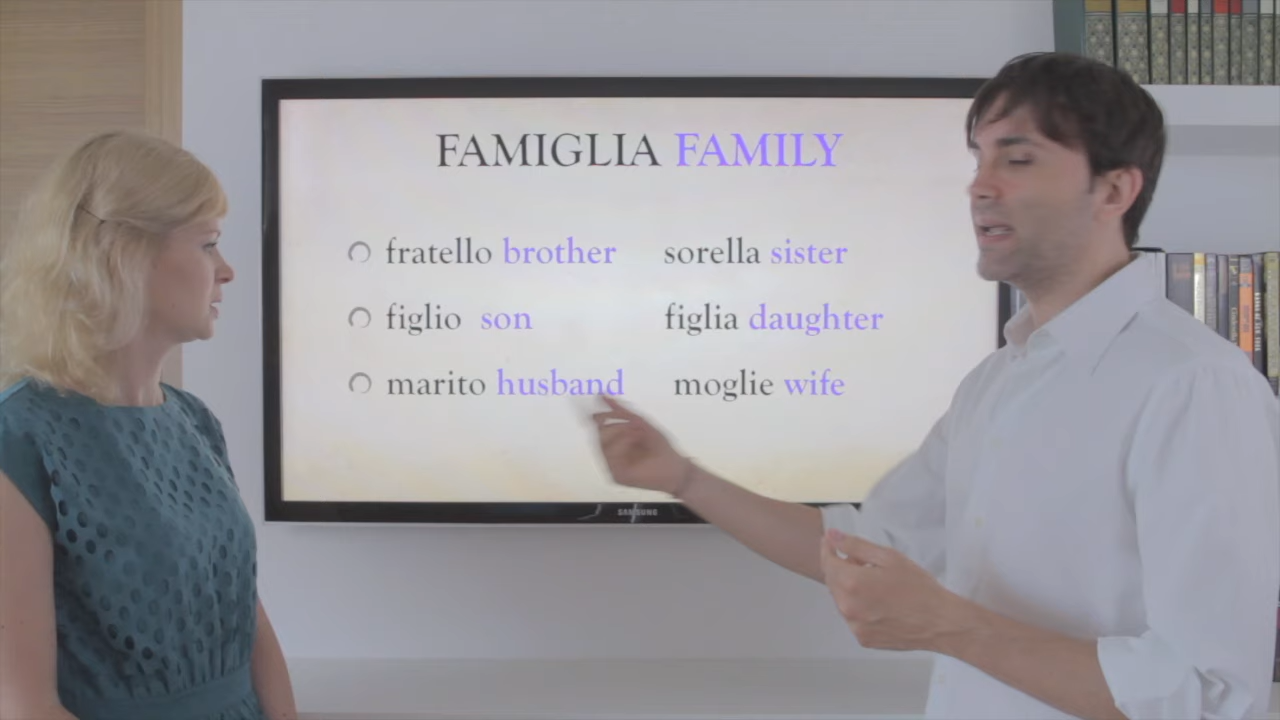 FAMIGLIA FAMILY
fratello brother sorella sister
figlio son figlia daughter
marito husband moglie wife
SAMSUNG